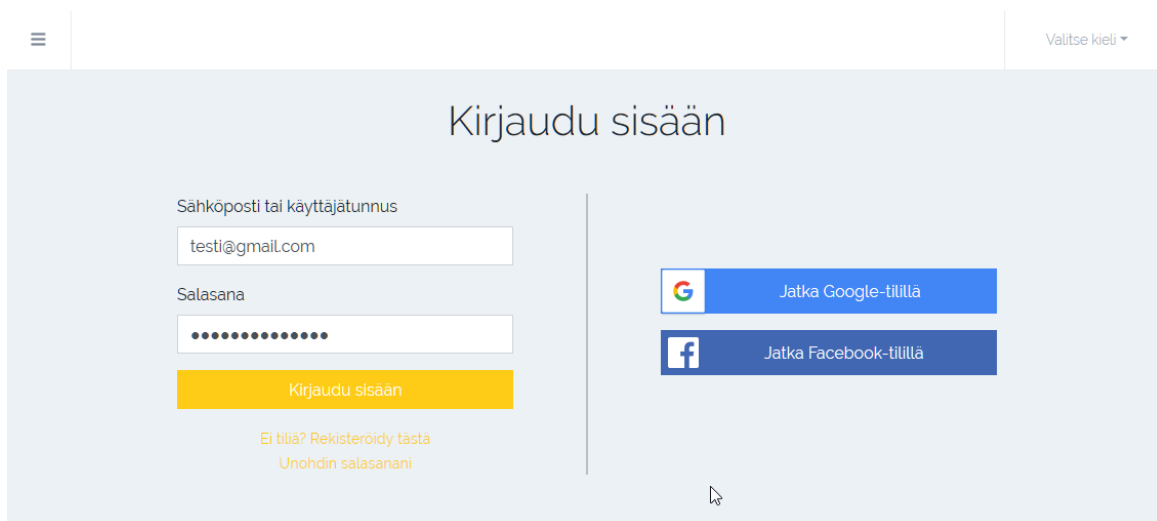 Valitse kieli
Kirjaudu sisään
Sähköposti tai käyttäjätunnus
testi@gmail.com
Salasana
Kirjaudu sisään
Ei tiliä? Rekisteröidy tästä
Unohdin salasanani
Jatka Google-tilillä
Jatka Facebook-tilillä